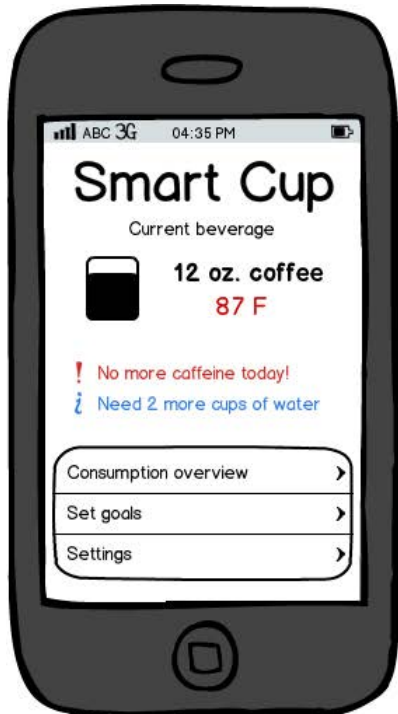 ABC 3G 04:35 PM
Smart Cup
Current beverage
12 oz. coffee
87 F
! No more caffeine today!
i Need 2 more cups of water
Consumption overview
Set goals
Settings